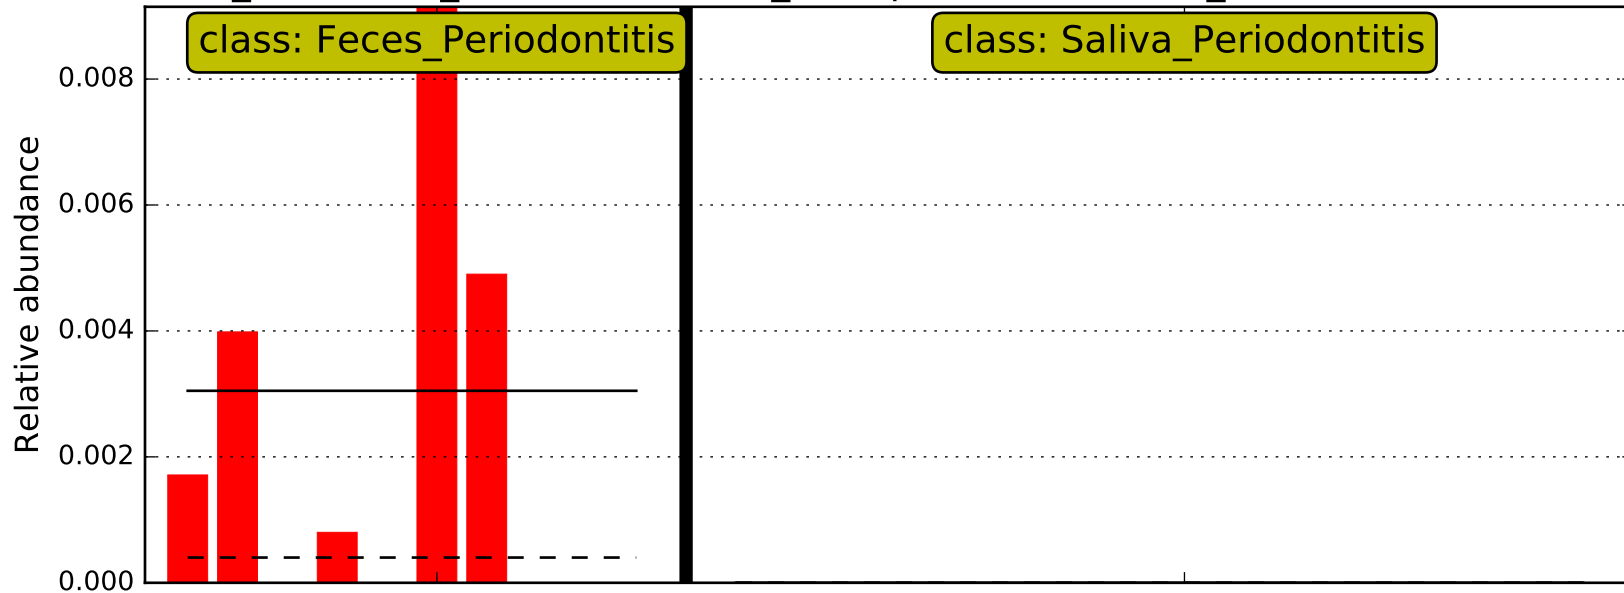 class: Feces_Periodontitis
class: Saliva_Periodontitis
Relative abundance
0.008
0.006
0.004
0.002
0.000